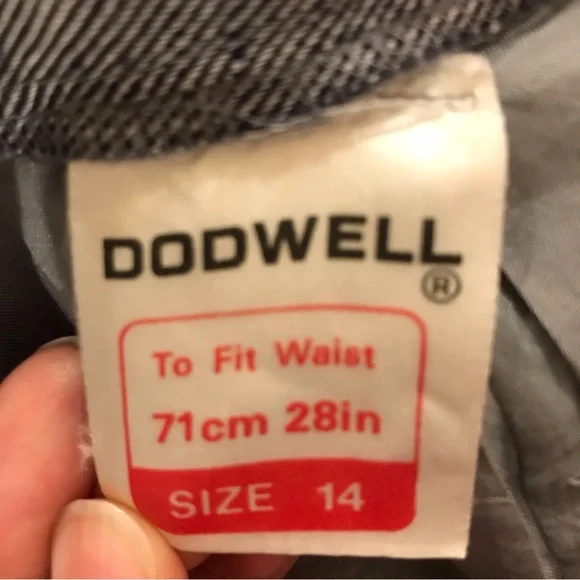 DODWELL
®
To Fit Waist
71cm 28in
SIZE 14